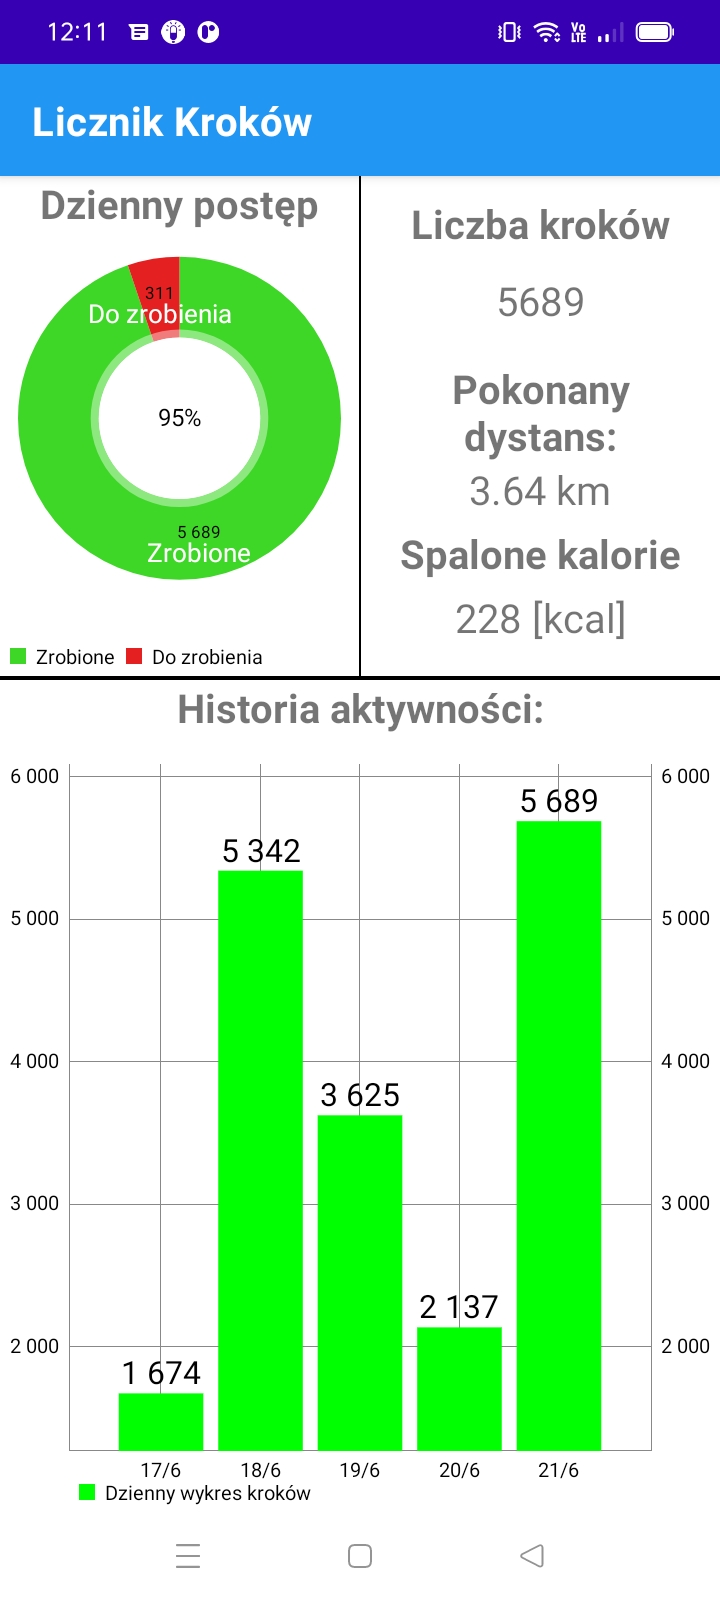 12:11
Vo
LTE
Licznik Kroków
Dzienny postęp
311
Do zrobienia
95%
5 689
Zrobione
Zrobione Do zrobienia
Liczba kroków
5689
Pokonany
dystans:
3.64 km
Spalone kalorie
228 [kcal]
Historia aktywności:
6 000 6 000
5 689
5 342
5 000 5 000
4 000 4 000
3 625
3 000 3 000
2 137
2 000 2 000
1 674
17/6 18/6 19/6 20/6 21/6
Dzienny wykres kroków